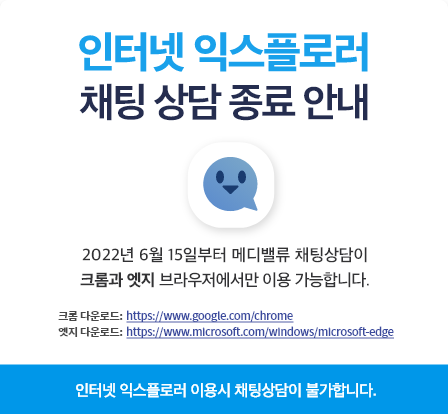 인터넷 익스플로러
채팅 상담 종료 안내
2022년 6월 15일부터 메디밸류 채팅상담이
크롬과 엣지 브라우저에서만 이용 가능합니다.
크롬 다운로드: https://www.google.com/chrome
엣지 다운로드: https://www.microsoft.com/windows/microsoft-edge
인터넷 익스플로러 이용시 채팅상담이 불가합니다.